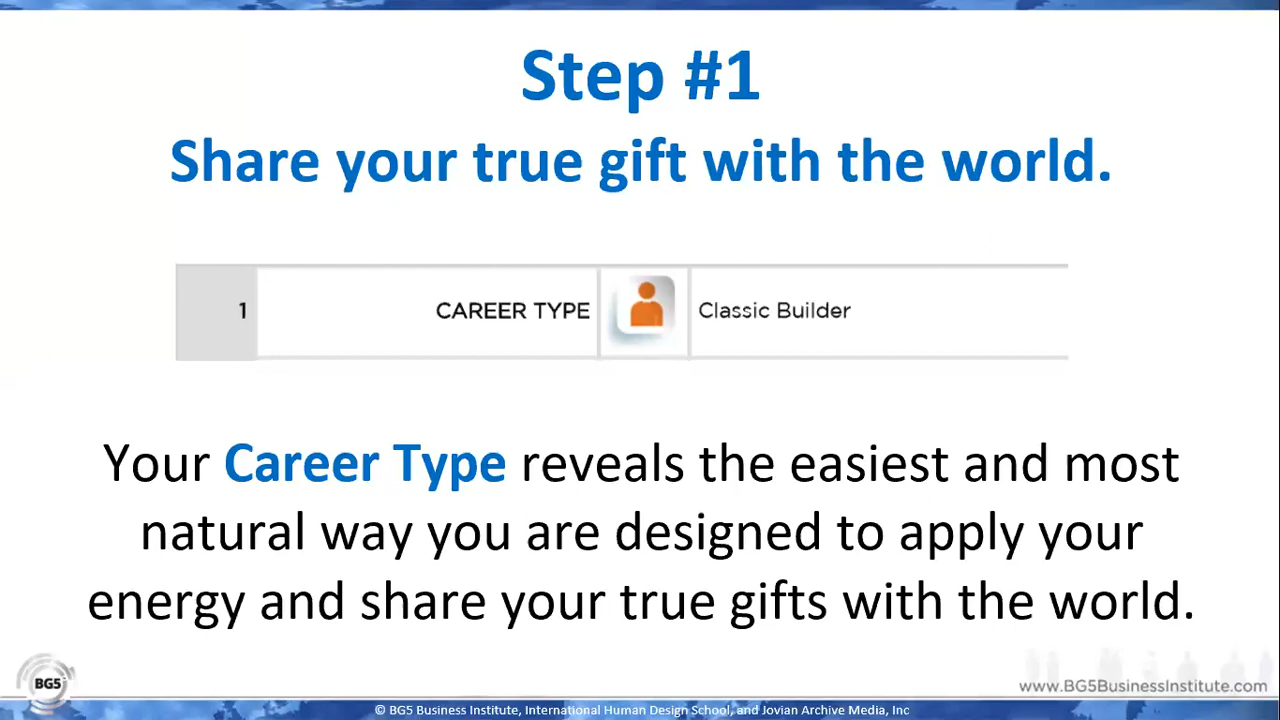 Step #1
Share your true gift with the world.
1 CAREER TYPE Classic Builder
Your Career Type reveals the easiest and most
natural way you are designed to apply your
energy and share your true gifts with the world.
BG5
www.BG5BusinessInstitute.com
© BG5 Business Institute, International Human Design School, and Jovian Archive Media, Inc